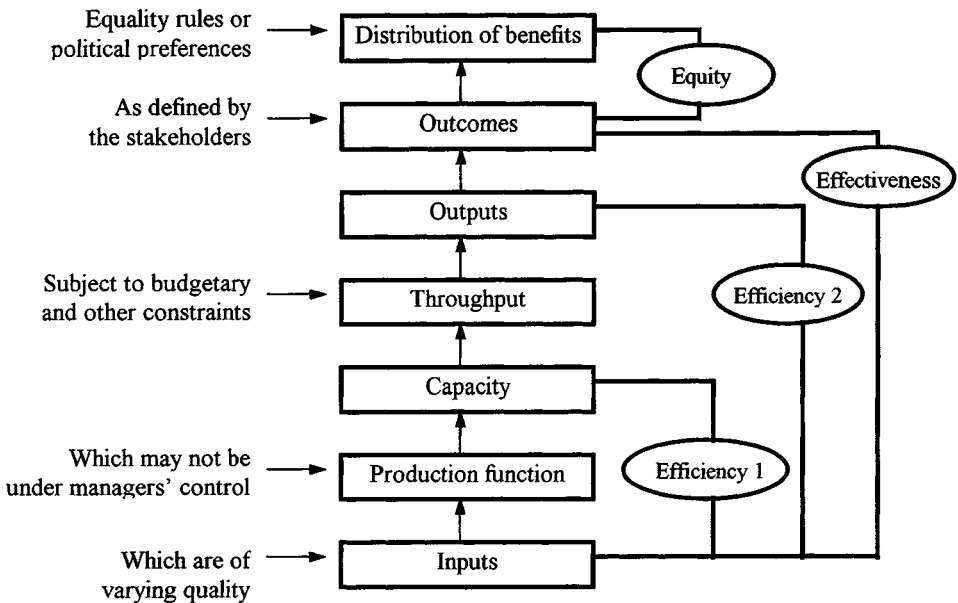 Equality rules or
political preferences
Distribution of benefits
Equity
As defined by
the stakeholders
Outcomes
Effectiveness
Outputs
Subject to budgetary
and other constraints
Throughput
Efficiency 2
Capacity
Which may not be
under managers' control
Production function
Efficiency 1
Which are of
varying quality
Inputs